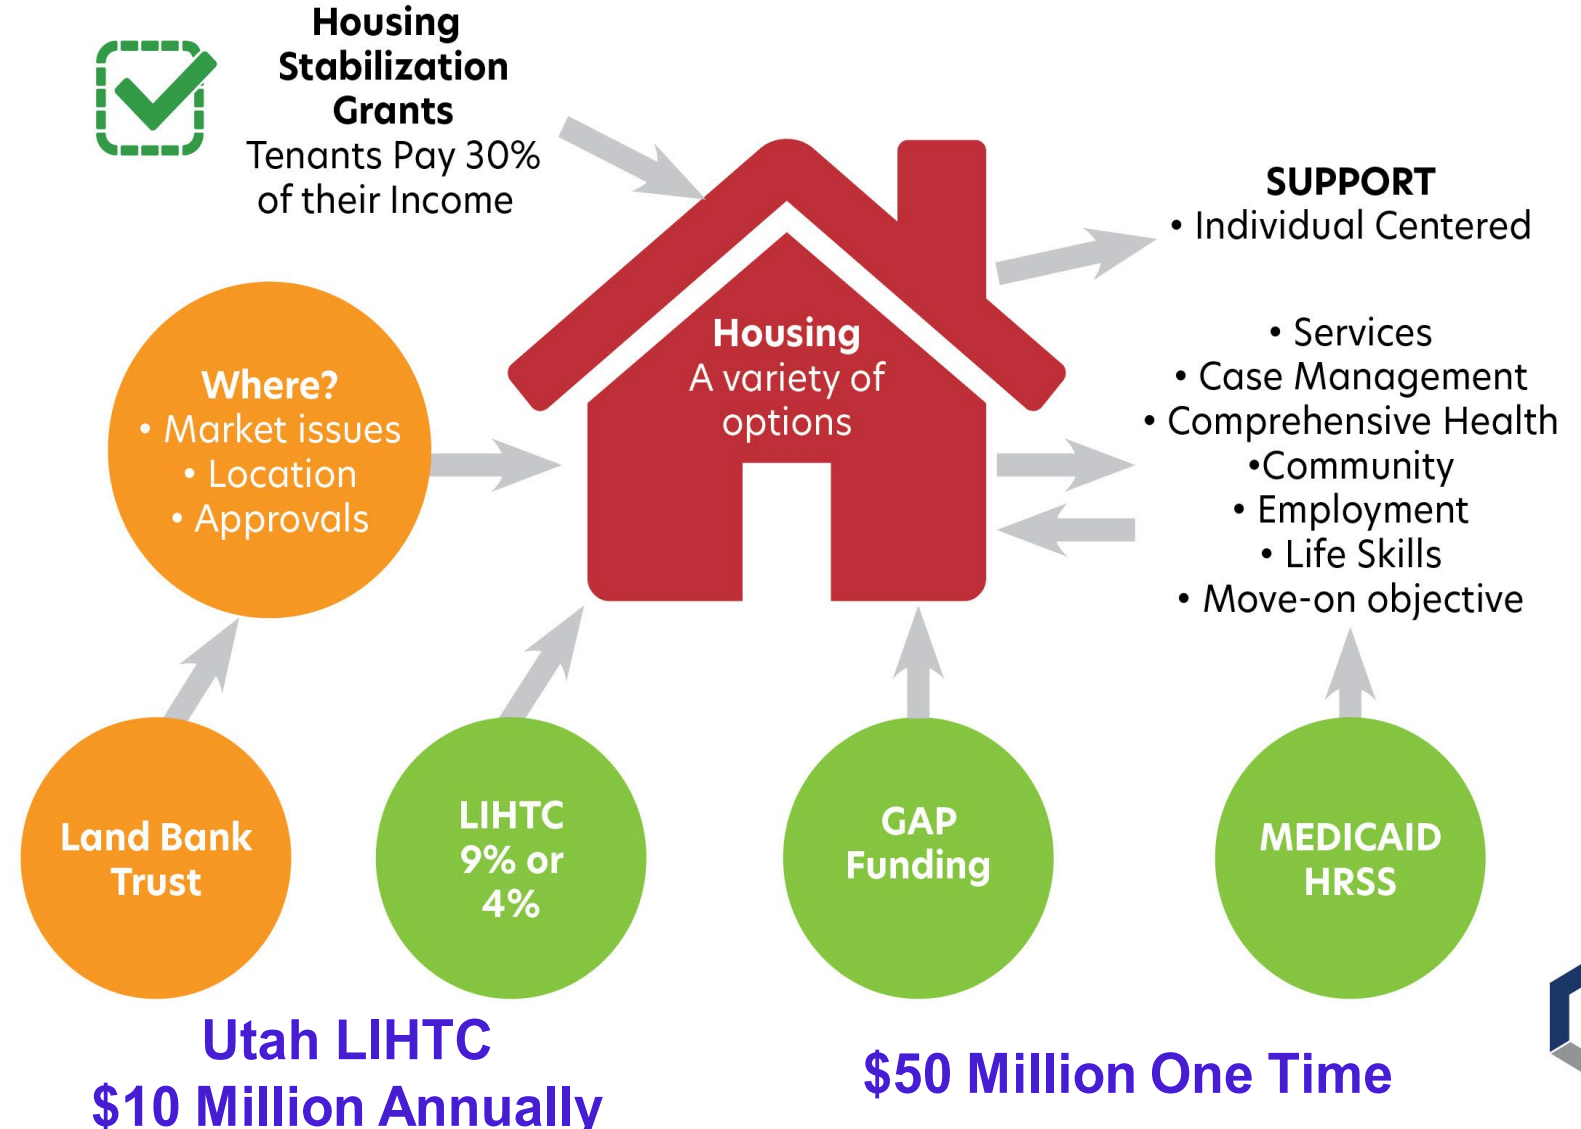 Housing
Stabilization
Grants
Tenants Pay 30%
of their Income
SUPPORT
• Individual Centered
• Services
• Case Management
• Comprehensive Health
•Community
• Employment
• Life Skills
• Move-on objective
Housing
A variety of
options
Where?
• Market issues
• Location
• Approvals
Land Bank
Trust
LIHTC
9% or
4%
GAP
Funding
MEDICAID
HRSS
Utah LIHTC
$10 Million Annually
$50 Million One Time